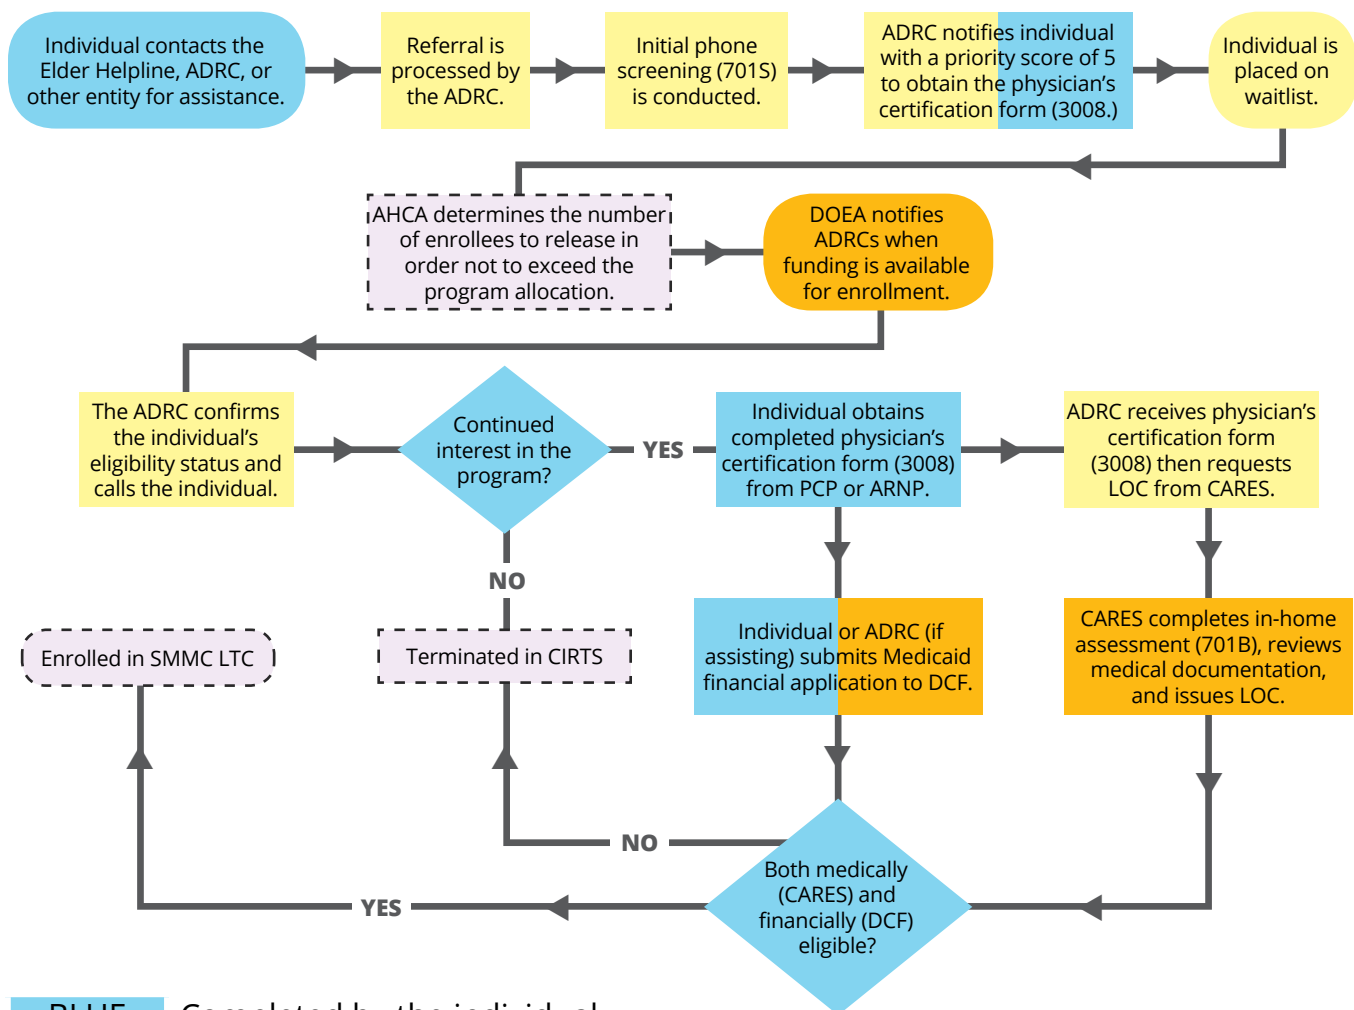 Individual contacts the
Elder Helpline, ADRC, or
other entity for assistance.
Referral is
processed by
the ADRC.
Initial phone
screening (701S)
is conducted.
ADRC notifies individual
with a priority score of 5
to obtain the physician's
certification form (3008.)
Individual is
placed on
waitlist.
AHCA determines the number
of enrollees to release in
order not to exceed the
program allocation.
DOEA notifies
ADRCs when
funding is available
for enrollment.
The ADRC confirms
the individual's
eligibility status and
calls the individual.
Continued
interest in the
program?
YES
Individual obtains
completed physician's
certification form (3008)
from PCP or ARNP.
ADRC receives physician's
certification form
(3008) then requests
LOC from CARES.
NO
Enrolled in SMMC LTC
Terminated in CIRTS
Individual or ADRC (if
assisting) submits Medicaid
financial application to DCF.
CARES completes in-home
assessment (701B), reviews
medical documentation,
and issues LOC.
NO
Both medically
(CARES) and
financially (DCF)
eligible?
YES
BLUE Completed by the individual